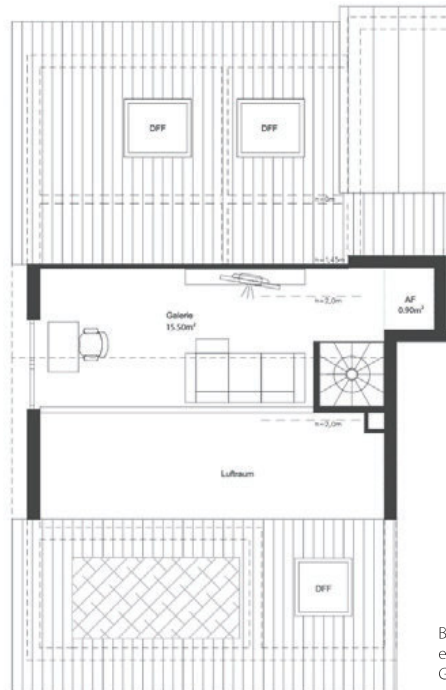 DFF
DFF
h=1,45m
h=2,0m
Galerie
15.50m²
AF
0.90m²
h=2,0m
Luftraum
DFF
B
e
G